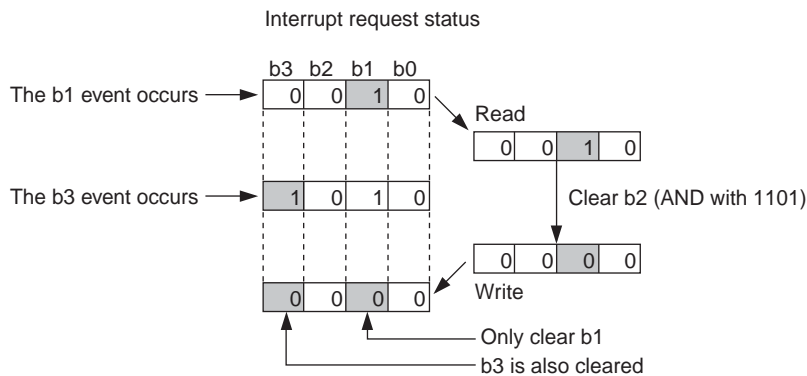 Interrupt request status
b3 b2 b1 b0
The b1 event occurs
0 0 1 0
Read
0 0 1 0
The b3 event occurs
1 0 1 0
Clear b2 (AND with 1101)
0 0 0 0
Write
0 0 0 0
Only clear b1
b3 is also cleared